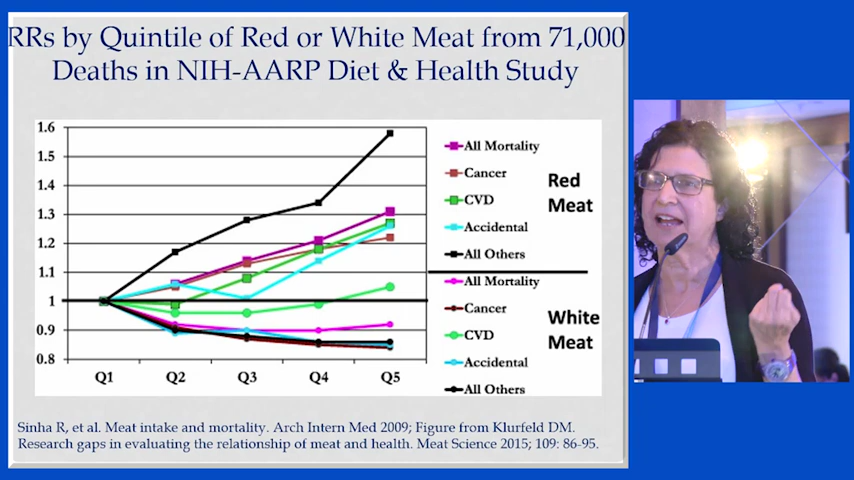 RRs by Quintile of Red or White Meat from 71,000
Deaths in NIH-AARP Diet & Health Study
1.6
1.5
1.4
1.3
1.2
1.1
1
0.9
0.8
Q1 Q2 Q3 Q4 Q5
All Mortality
Cancer
CVD
Accidental
All Others
Red
Meat
All Mortality
Cancer
CVD
Accidental
All Others
White
Meat
Sinha R, et al. Meat intake and mortality. Arch Intern Med 2009; Figure from Klurfeld DM.
Research gaps in evaluating the relationship of meat and health. Meat Science 2015; 109: 86-95.